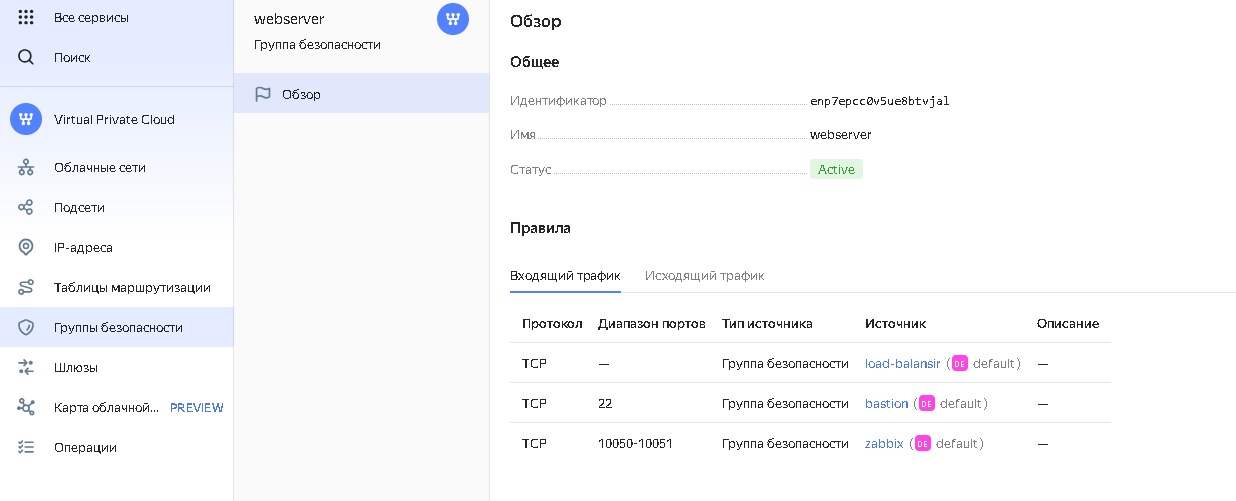 Все сервисы
Поиск
Virtual Private Cloud
Облачные сети
Подсети
IP-адреса
Таблицы маршрутизации
Группы безопасности
Шлюзы
Карта облачной... PREVIEW
Операции
webserver
Группа безопасности
Обзор
Обзор
Общее
Идентификатор enp7epcc0v5ue8btvjal
Имя webserver
Статус Active
Правила
Входящий трафик Исходящий трафик
Протокол Диапазон портов Тип источника Источник Описание
TCP — Группа безопасности load-balansir (DE default) —
TCP 22 Группа безопасности bastion (DE default) —
TCP 10050-10051 Группа безопасности zabbix (DE default) —